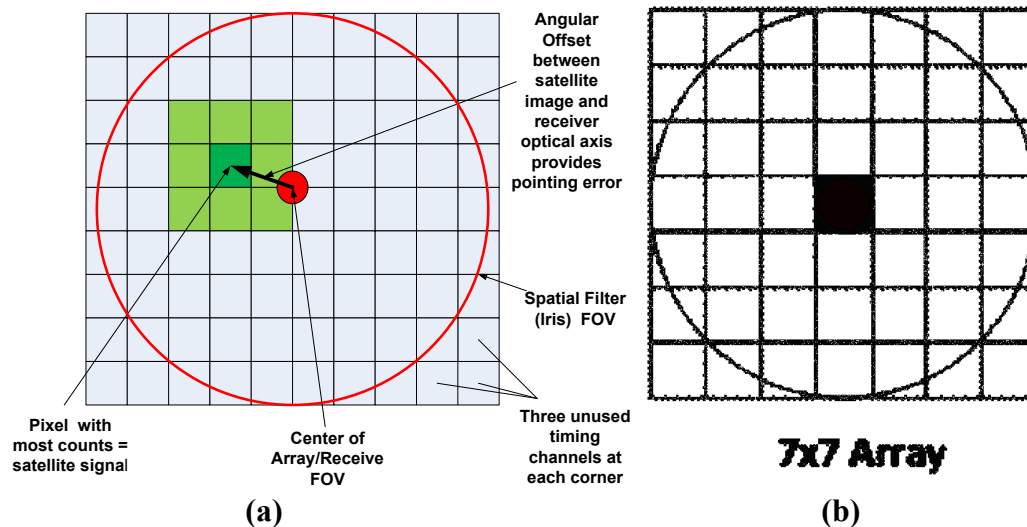 Angular
Offset
between
satellite
image and
receiver
optical axis
provides
pointing error
Spatial Filter
(Iris) FOV
Pixel with
most counts =
satellite signal
Center of
Array/Receive
FOV
Three unused
timing
channels at
each corner
(a)
7x7 Array
(b)